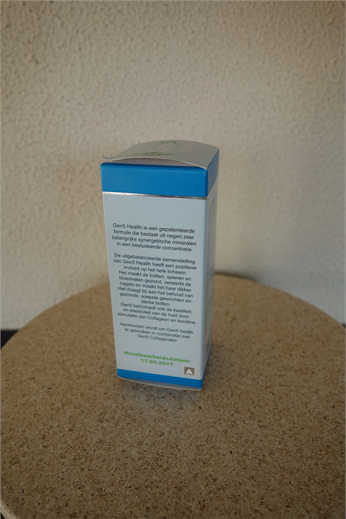 Gen5 Health is een gepatenteerde
formule die bestaat uit negen zeer
belangrijke synergetische mineralen
in een bestudeerde concentratie.
De uitgebalanceerde samenstelling
van Gen5 Health heeft een positieve
invloed op het hele lichaam.
Het maakt de botten, spieren en
bloedvaten gezond, versterkt de
nagels en maakt het haar dikker.
Het draagt bij aan het behoud van
gezonde, soepele gewrichten en
sterke botten.
Gen5 beïnvloedt ook de kwaliteit
en elasticiteit van de huid door
stimulatie van Collageen en keratine.
Aanbevolen wordt om Gen5 health
te gebruiken in combinatie met
Gen5 Collagenator
Houdbaarheidsdatum:
17-05-2017